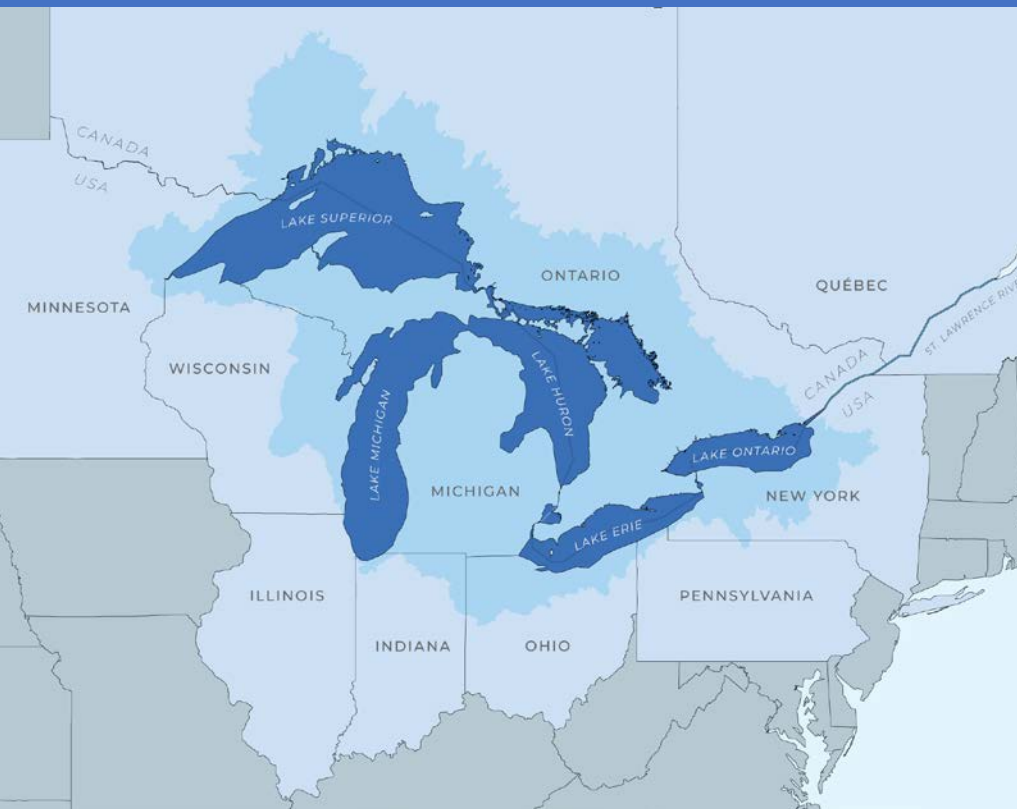 CANADA
USA
LAKE SUPERIOR
ONTARIO
QUÉBEC
MINNESOTA
ST. LAWRENCE RIVER
WISCONSIN
LAKE HURON
CANADA
USA
LAKE MICHIGAN
LAKE ONTARIO
MICHIGAN
NEW YORK
LAKE ERIE
ILLINOIS
PENNSYLVANIA
INDIANA
OHIO